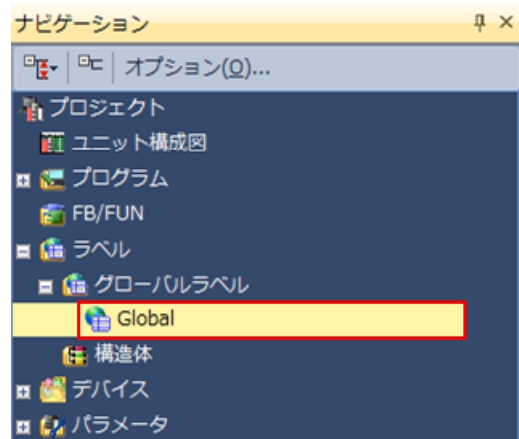 ナビゲーション
オプション(O)...
プロジェクト
ユニット構成図
プログラム
FB/FUN
ラベル
グローバルラベル
Global
構造体
デバイス
パラメータ